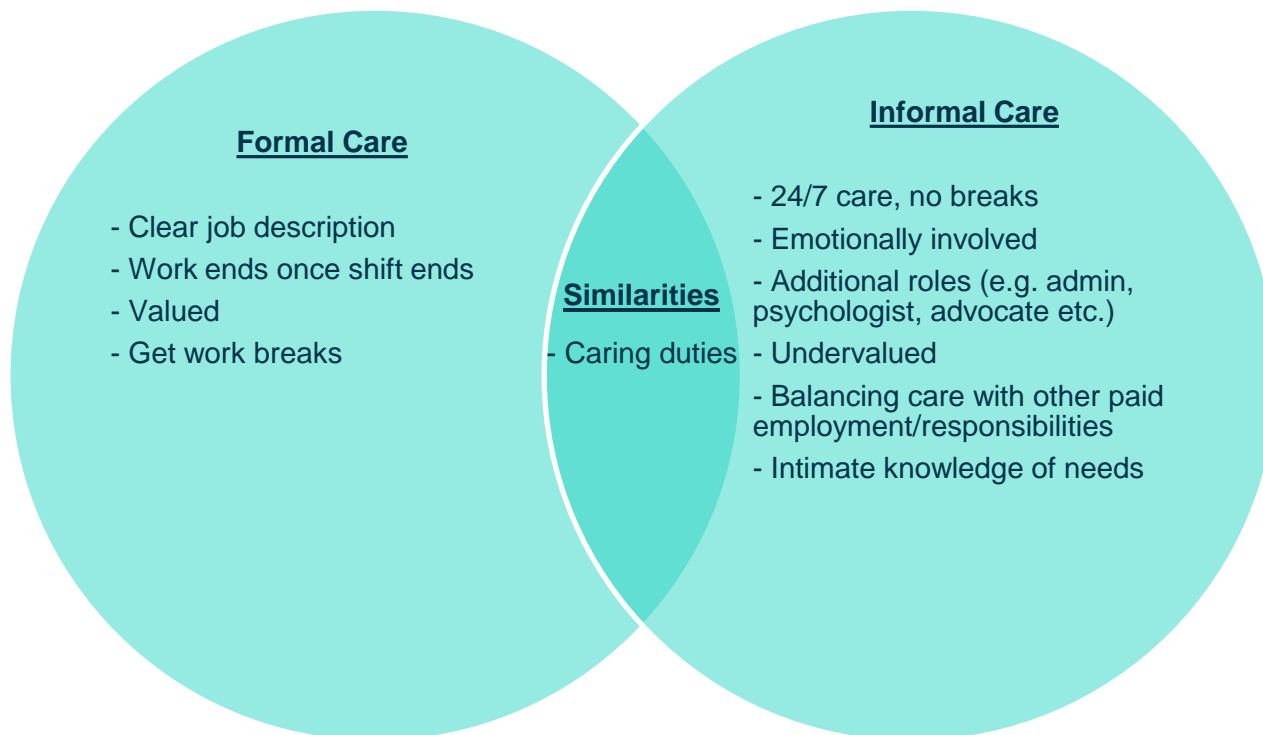 Formal Care
- Clear job description
- Work ends once shift ends
- Valued
- Get work breaks
Similarities
- Caring duties
Informal Care
- 24/7 care, no breaks
- Emotionally involved
- Additional roles (e.g. admin,
psychologist, advocate etc.)
- Undervalued
- Balancing care with other paid
employment/responsibilities
- Intimate knowledge of needs